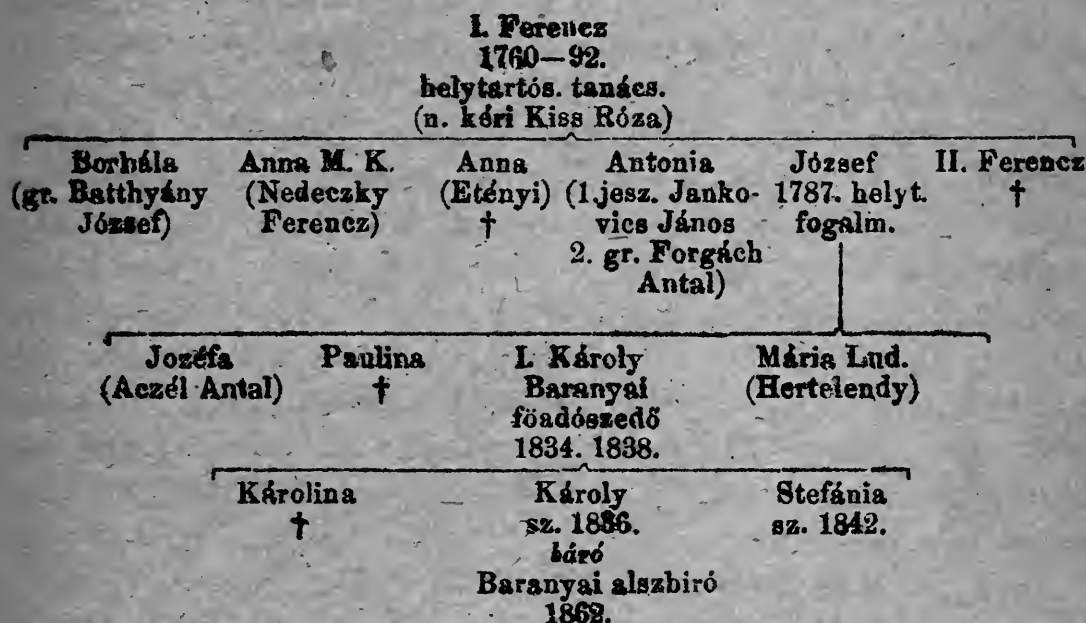 I. Ferencz
1760—92.
helytartós. tanács.
(n. kéri Kiss Róza)
Borbála Anna M. K. Anna Antonia József II. Ferencz
(gr. Batthyány (Nedeczky (Etényi) (1.jesz. Janko- 1787. helyt. †
József) Ferencz) † vics János fogalm.
2. gr. Forgách
Antal)
Jozéfa Paulina I. Károly Mária Lud.
(Aczél Antal) † Baranyai (Hertelendy)
föadószedő
1834. 1838.
Károlina Károly Stefánia
† sz. 1836. sz. 1842.
báró
Baranyai alszbiró
1862.